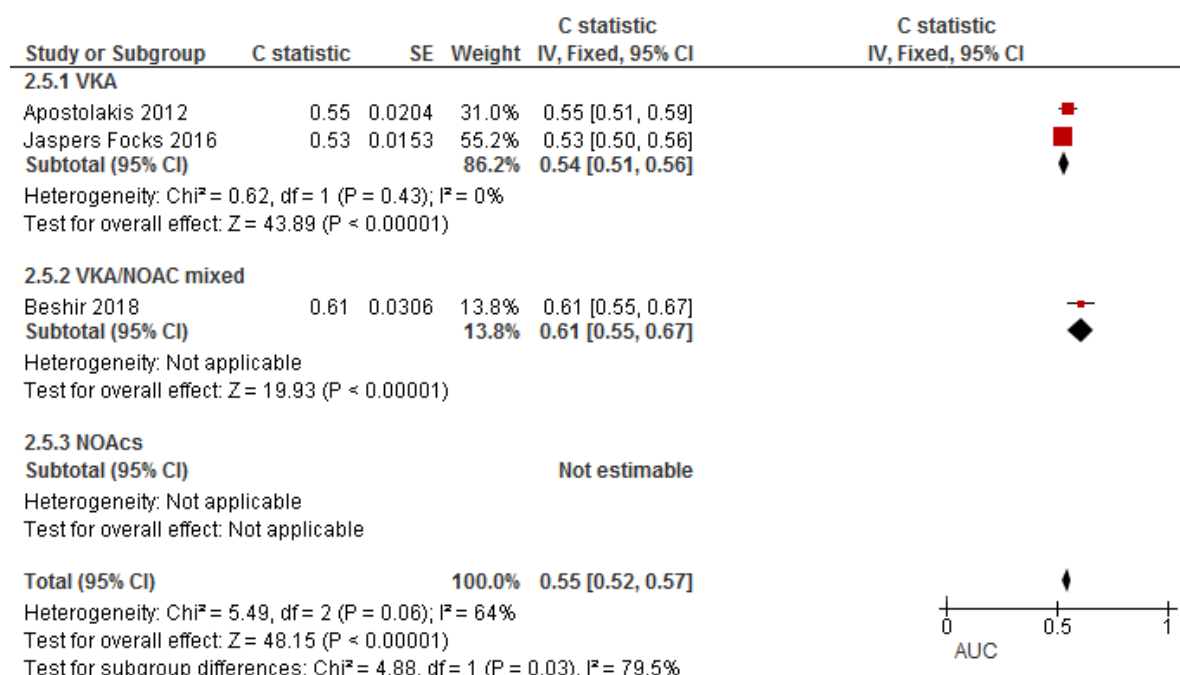 C statistic C statistic
Study or Subgroup C statistic SE Weight IV, Fixed, 95% CI IV, Fixed, 95% CI
2.5.1 VKA
Apostolakis 2012 0.55 0.0204 31.0% 0.55 [0.51, 0.59]
Jaspers Focks 2016 0.53 0.0153 55.2% 0.53 [0.50, 0.56]
Subtotal (95% CI) 86.2% 0.54 [0.51, 0.56]
Heterogeneity: Chi² = 0.62, df = 1 (P = 0.43); I² = 0%
Test for overall effect: Z = 43.89 (P < 0.00001)
2.5.2 VKA/NOAC mixed
Beshir 2018 0.61 0.0306 13.8% 0.61 [0.55, 0.67]
Subtotal (95% CI) 13.8% 0.61 [0.55, 0.67]
Heterogeneity: Not applicable
Test for overall effect: Z = 19.93 (P < 0.00001)
2.5.3 NOAcs
Subtotal (95% CI) Not estimable
Heterogeneity: Not applicable
Test for overall effect: Not applicable
Total (95% CI) 100.0% 0.55 [0.52, 0.57]
Heterogeneity: Chi² = 5.49, df = 2 (P = 0.06); I² = 64%
Test for overall effect: Z = 48.15 (P < 0.00001)
Test for subgroup differences: Chi² = 4.88, df = 1 (P = 0.03), I² = 79.5%
0 0.5 1
AUC